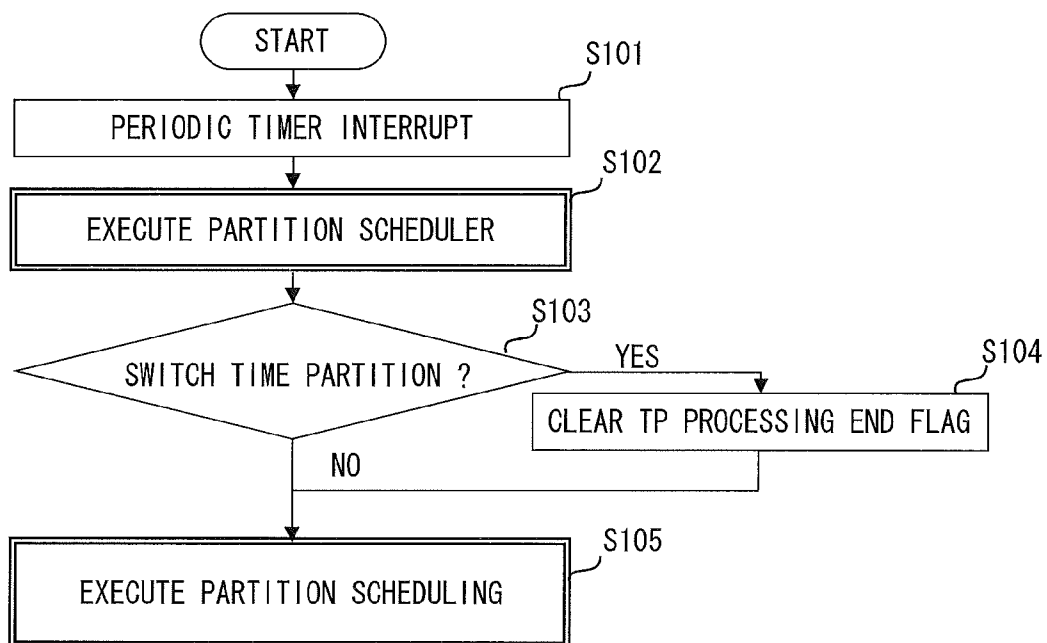 START
S101
PERIODIC TIMER INTERRUPT
S102
EXECUTE PARTITION SCHEDULER
S103
SWITCH TIME PARTITION ?
YES
S104
CLEAR TP PROCESSING END FLAG
NO
S105
EXECUTE PARTITION SCHEDULING